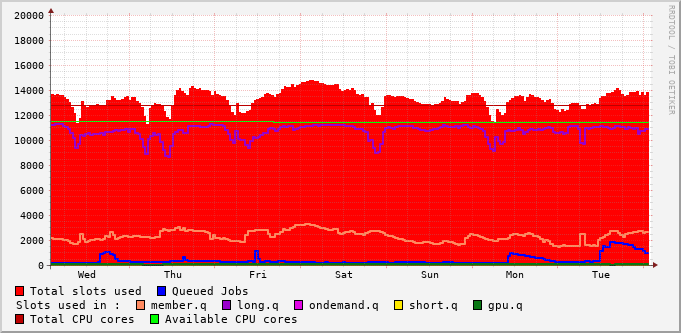 20000
18000
16000
14000
12000
10000
8000
6000
4000
2000
0
Wed Thu Fri Sat Sun Mon Tue
RRDTOOL / TOBI OETIKER
Total slots used Queued Jobs
Slots used in : member.q long.q ondemand.q short.q gpu.q
Total CPU cores Available CPU cores